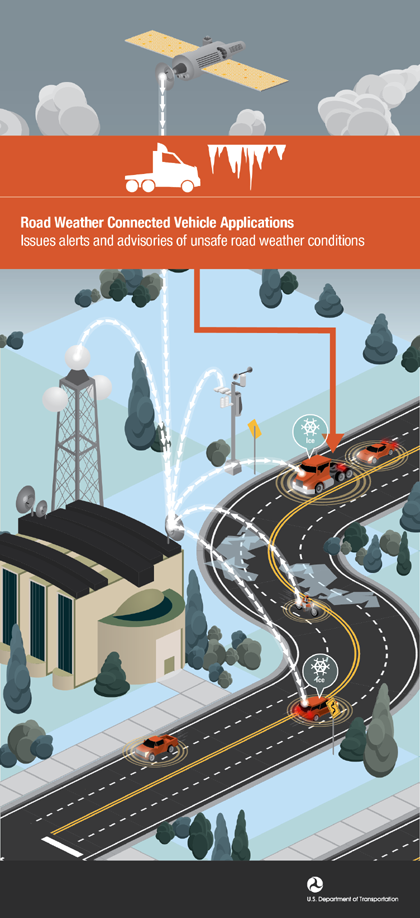 Road Weather Connected Vehicle Applications
Issues alerts and advisories of unsafe road weather conditions
Ice
Ice
U.S. Department of Transportation